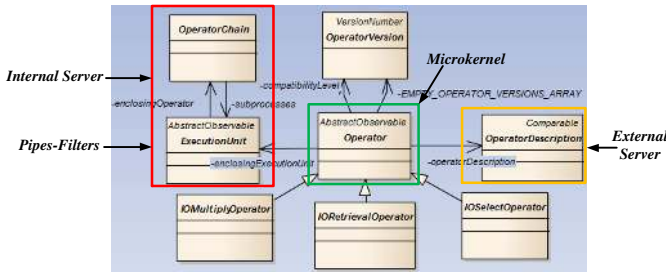 OperatorChain
VersionNumber
OperatorVersion
Microkernel
Internal Server
-compatibilityLevel
-enclosingOperator
-subprocesses
-EMPTY_OPERATOR_VERSIONS_ARRAY
AbstractObservable
ExecutionUnit
AbstractObservable
Operator
Comparable
OperatorDescription
Pipes-Filters
External
Server
-enclosingExecutionUnit
-operatorDescription
IOMultiplyOperator
IORetrievalOperator
IOSelectOperator